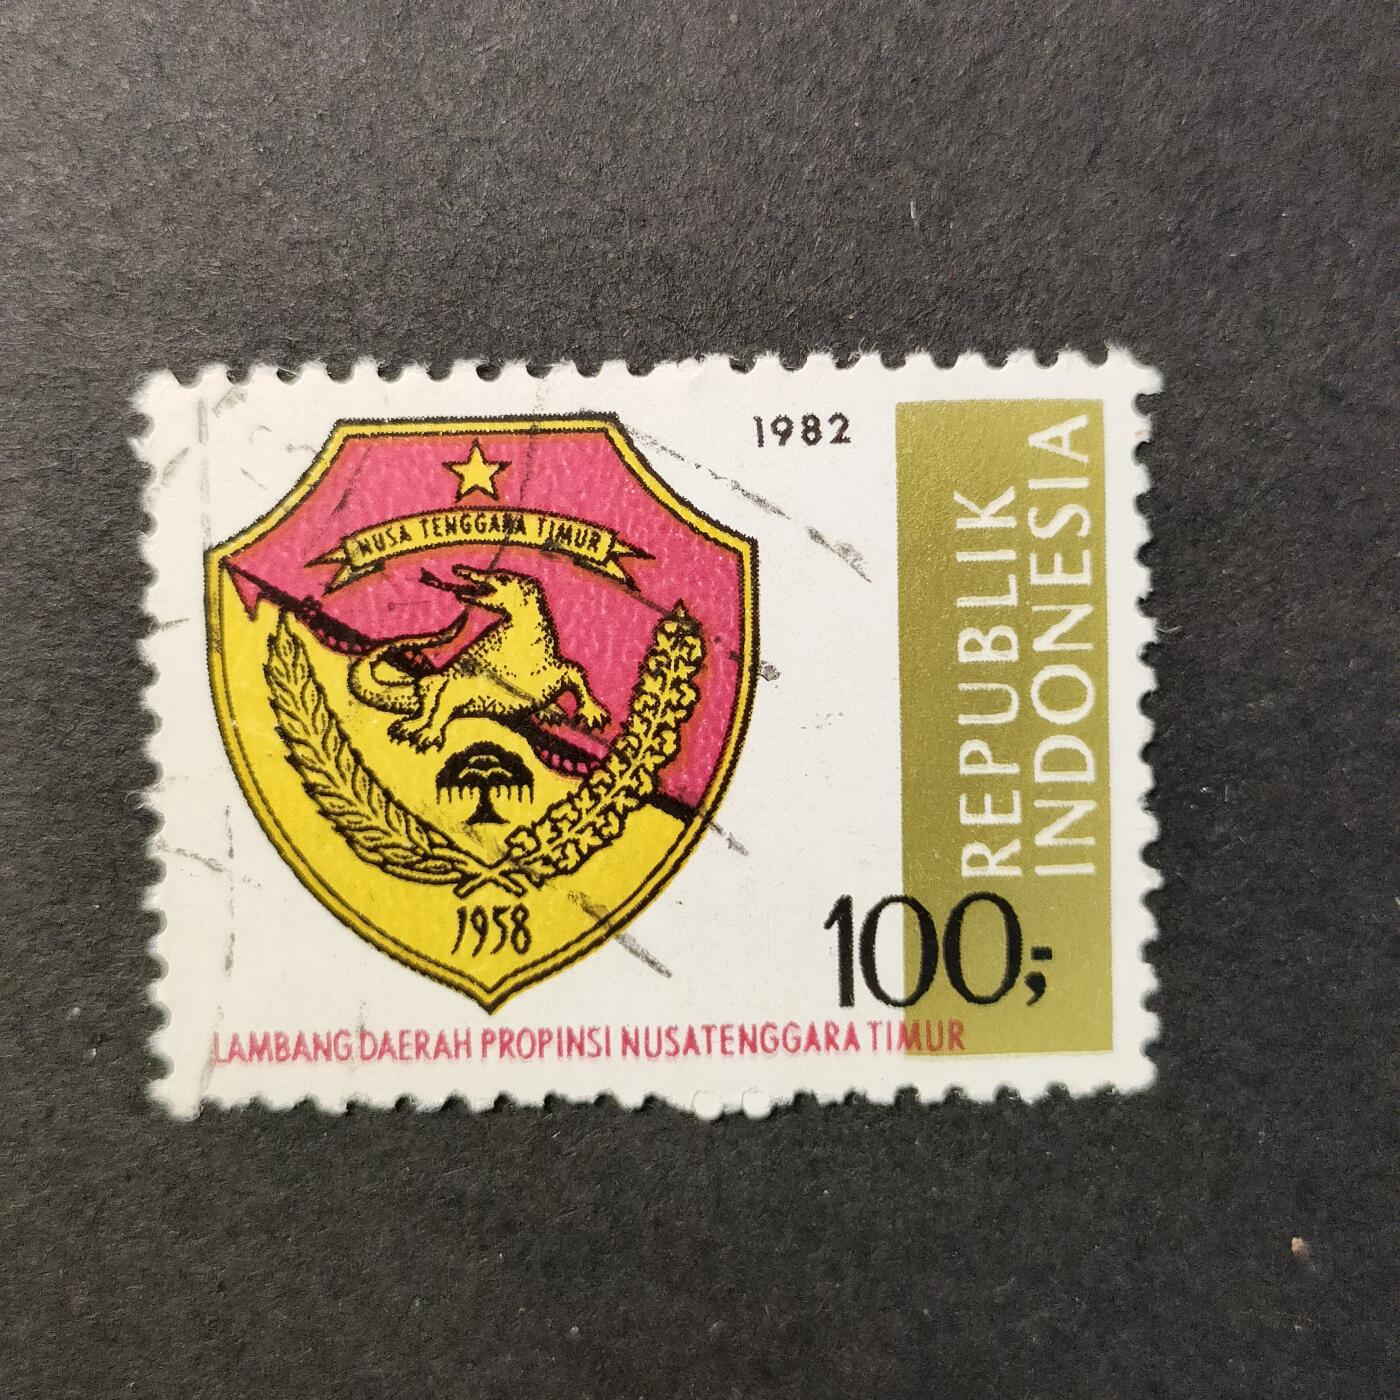 1982
NUSA TENGGARA TIMUR
1958
REPUBLIK
INDONESIA
100,-
LAMBANG DAERAH PROPINSI NUSATENGGARA TIMUR